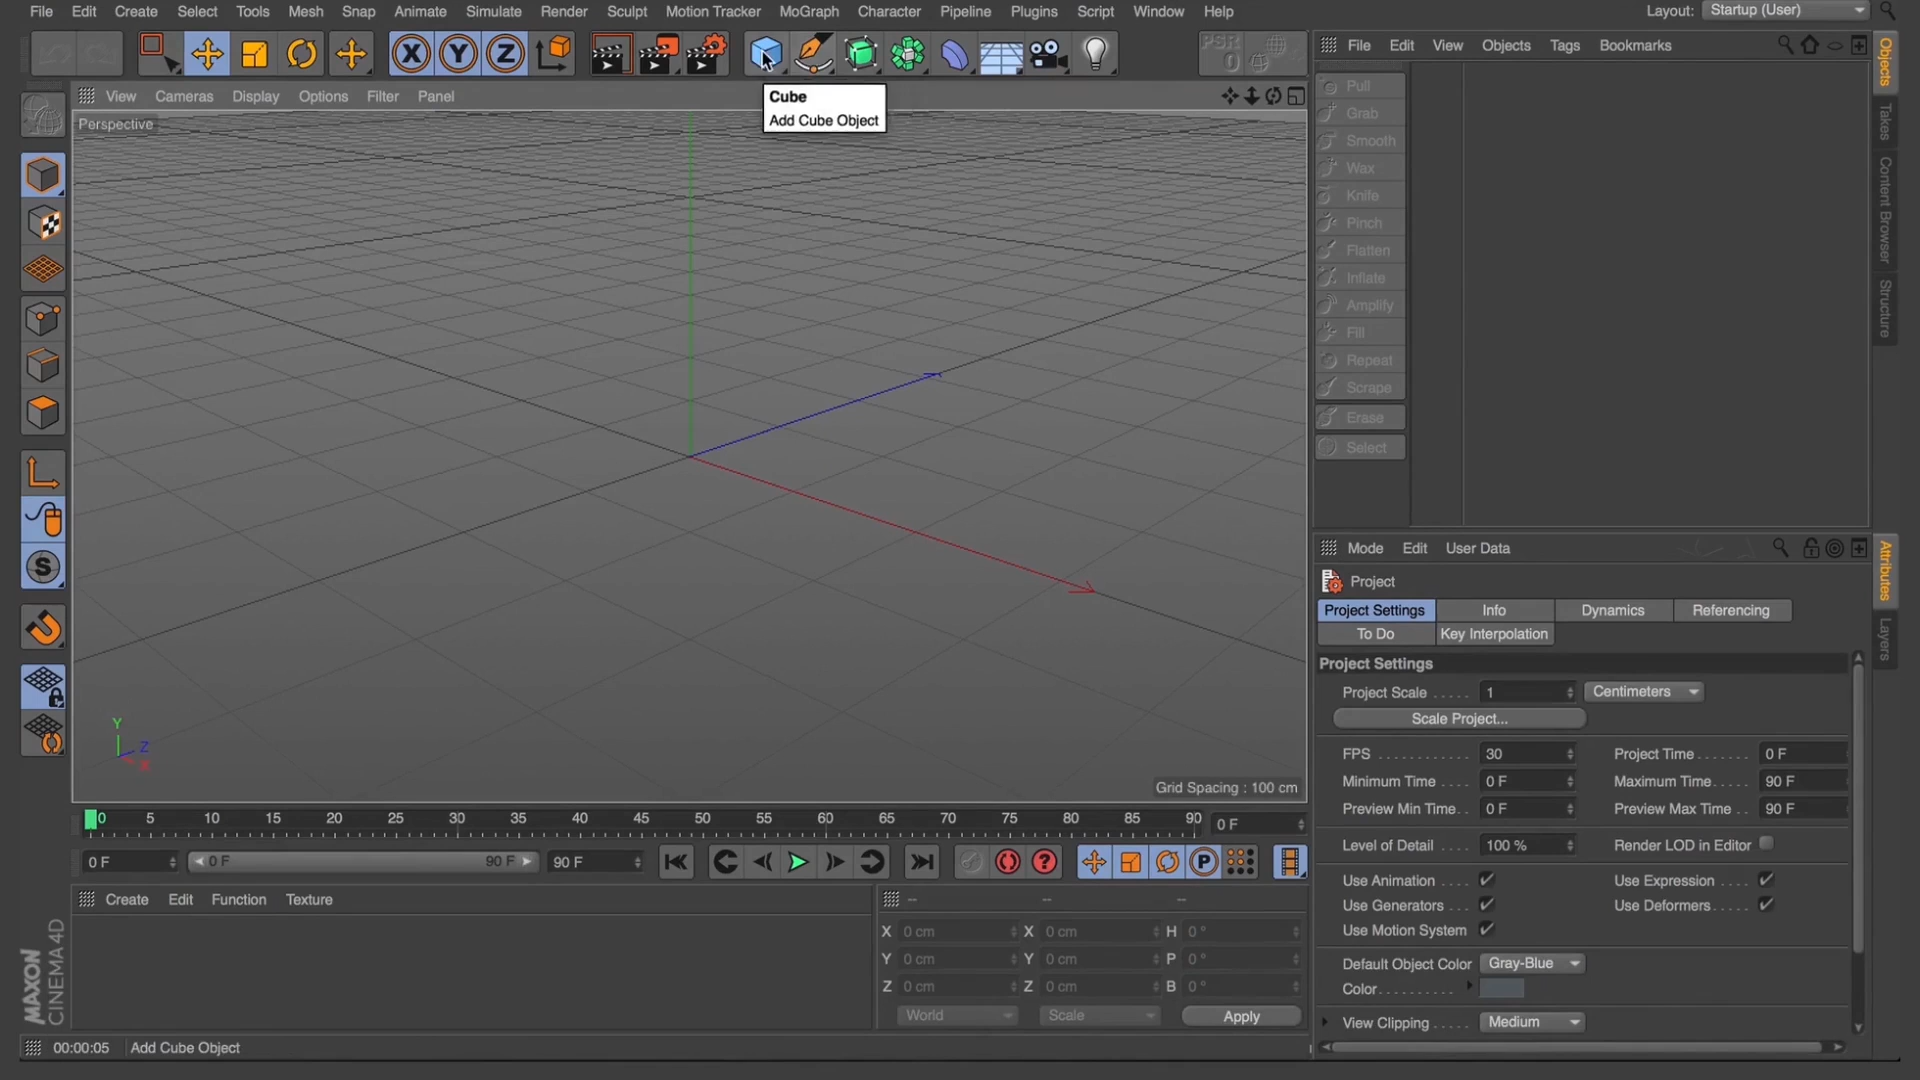 File Edit Create Select Tools Mesh Snap Animate Simulate Render Sculpt Motion Tracker MoGraph Character Pipeline Plugins Script Window Help
Layout: Startup (User)
X Y Z
PSR
0
File Edit View Objects Tags Bookmarks
Objects
Takes
Content Browser
Structure
View Cameras Display Options Filter Panel
Cube
Add Cube Object
Perspective
Pull
Grab
Smooth
Wax
Knife
Pinch
Flatten
Inflate
Amplify
Fill
Repeat
Scrape
Erase
Select
S
Y
Z
X
Grid Spacing : 100 cm
Mode Edit User Data
Attributes
Layers
Project
Project Settings Info Dynamics Referencing
To Do Key Interpolation
Project Settings
Project Scale ..... 1 Centimeters
Scale Project...
FPS ............ 30 Project Time ....... 0 F
Minimum Time ... 0 F Maximum Time..... 90 F
Preview Min Time.. 0 F Preview Max Time .. 90 F
Level of Detail .... 100 % Render LOD in Editor
Use Animation .... Use Expression ....
Use Generators ... Use Deformers.....
Use Motion System
Default Object Color Gray-Blue
Color..........
View Clipping ..... Medium
0 5 10 15 20 25 30 35 40 45 50 55 60 65 70 75 80 85 90 0 F
0 F 0 F 90 F 90 F
? P
Create Edit Function Texture
-- -- --
X 0 cm X 0 cm H 0 °
Y 0 cm Y 0 cm P 0 °
Z 0 cm Z 0 cm B 0 °
World Scale Apply
MAXON
CINEMA 4D
00:00:05 Add Cube Object